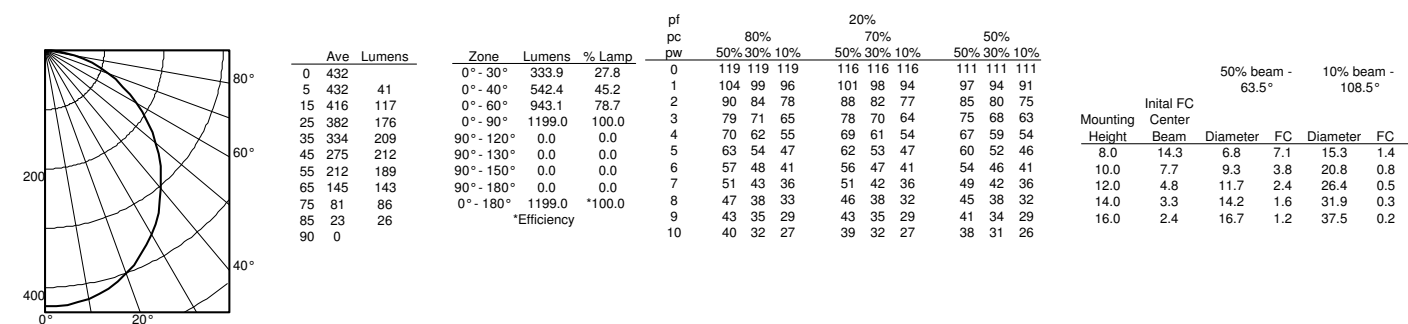 80°
60°
40°
200
400
0° 20°
Ave Lumens
0 432
5 432 41
15 416 117
25 382 176
35 334 209
45 275 212
55 212 189
65 145 143
75 81 86
85 23 26
90 0
Zone Lumens % Lamp
0° - 30° 333.9 27.8
0° - 40° 542.4 45.2
0° - 60° 943.1 78.7
0° - 90° 1199.0 100.0
90° - 120° 0.0 0.0
90° - 130° 0.0 0.0
90° - 150° 0.0 0.0
90° - 180° 0.0 0.0
0° - 180° 1199.0 *100.0
*Efficiency
pf 20%
pc 80% 70% 50%
pw 50% 30% 10% 50% 30% 10% 50% 30% 10%
0 119 119 119 116 116 116 111 111 111
1 104 99 96 101 98 94 97 94 91
2 90 84 78 88 82 77 85 80 75
3 79 71 65 78 70 64 75 68 63
4 70 62 55 69 61 54 67 59 54
5 63 54 47 62 53 47 60 52 46
6 57 48 41 56 47 41 54 46 41
7 51 43 36 51 42 36 49 42 36
8 47 38 33 46 38 32 45 38 32
9 43 35 29 43 35 29 41 34 29
10 40 32 27 39 32 27 38 31 26
50% beam - 10% beam -
63.5° 108.5°
Inital FC
Mounting Center
Height Beam Diameter FC Diameter FC
8.0 14.3 6.8 7.1 15.3 1.4
10.0 7.7 9.3 3.8 20.8 0.8
12.0 4.8 11.7 2.4 26.4 0.5
14.0 3.3 14.2 1.6 31.9 0.3
16.0 2.4 16.7 1.2 37.5 0.2